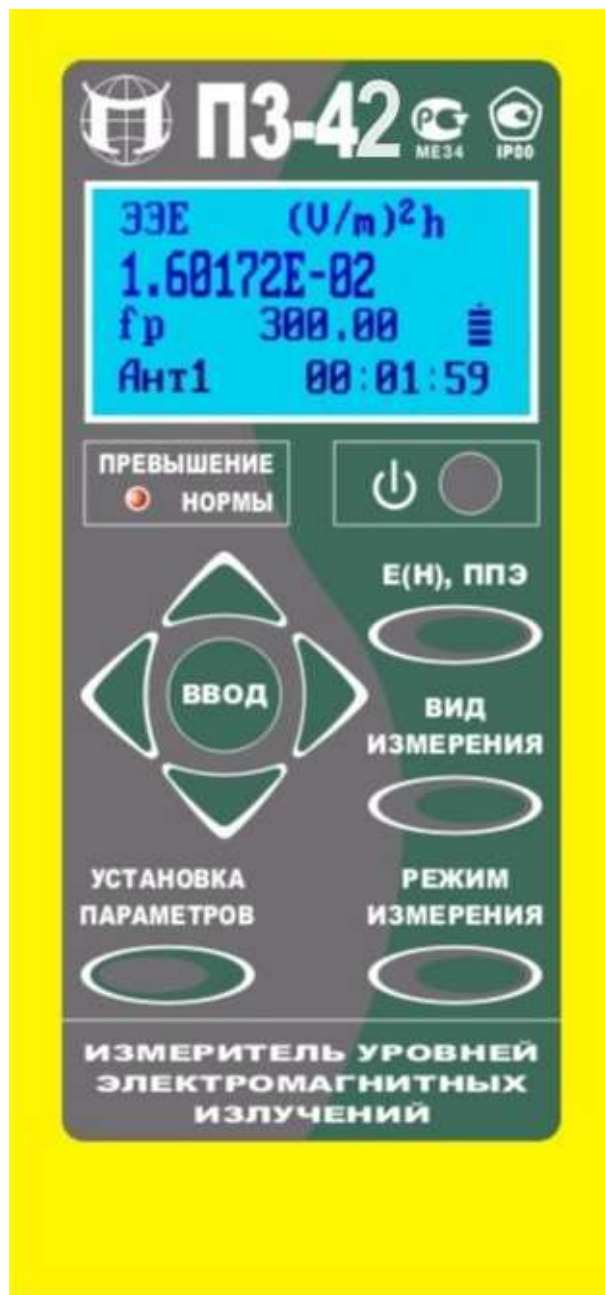 П3-42
МЕ34
IP00
ЭЭЕ (V/m)²h
1.60172E-02
fp 300.00
Ант1 00:01:59
ПРЕВЫШЕНИЕ
НОРМЫ
Е(Н), ППЭ
ВВОД
ВИД
ИЗМЕРЕНИЯ
УСТАНОВКА
ПАРАМЕТРОВ
РЕЖИМ
ИЗМЕРЕНИЯ
ИЗМЕРИТЕЛЬ УРОВНЕЙ
ЭЛЕКТРОМАГНИТНЫХ
ИЗЛУЧЕНИЙ